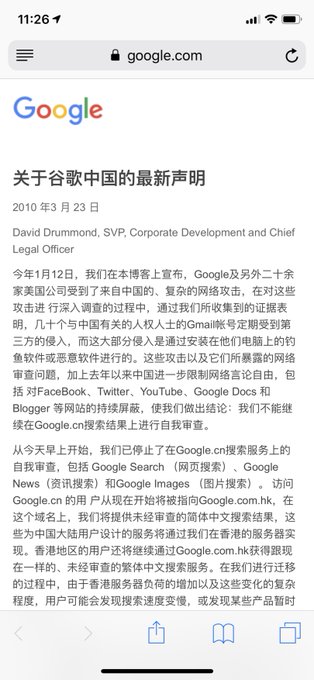 11:26
google.com
Google
关于谷歌中国的最新声明
2010 年3 月 23 日
David Drummond, SVP, Corporate Development and Chief
Legal Officer
今年1月12日，我们在本博客上宣布，Google及另外二十余
家美国公司受到了来自中国的、复杂的网络攻击，在对这些
攻击进 行深入调查的过程中，通过我们所收集到的证据表
明，几十个与中国有关的人权人士的Gmail帐号定期受到第
三方的侵入，而这大部分侵入是通过安装在他们电脑上的钓
鱼软件或恶意软件进行的。这些攻击以及它们所暴露的网络
审查问题，加上去年以来中国进一步限制网络言论自由，包
括 对FaceBook、Twitter、YouTube、Google Docs 和
Blogger 等网站的持续屏蔽，使我们做出结论：我们不能继
续在Google.cn搜索结果上进行自我审查。
从今天早上开始，我们已停止了在Google.cn搜索服务上的
自我审查，包括 Google Search （网页搜索）、Google
News（资讯搜索）和Google Images （图片搜索）。 访问
Google.cn 的用 户从现在开始将被指向Google.com.hk，在
这个域名上，我们将提供未经审查的简体中文搜索结果，这
些为中国大陆用户设计的服务将通过我们在香港的服务器实
现。香港地区的用户还将继续通过Google.com.hk获得跟现
在一样的、未经审查的繁体中文搜索服务。在我们进行迁移
的过程中，由于香港服务器负荷的增加以及这些变化的复杂
程度，用户可能会发现搜索速度变慢，或发现某些产品暂时